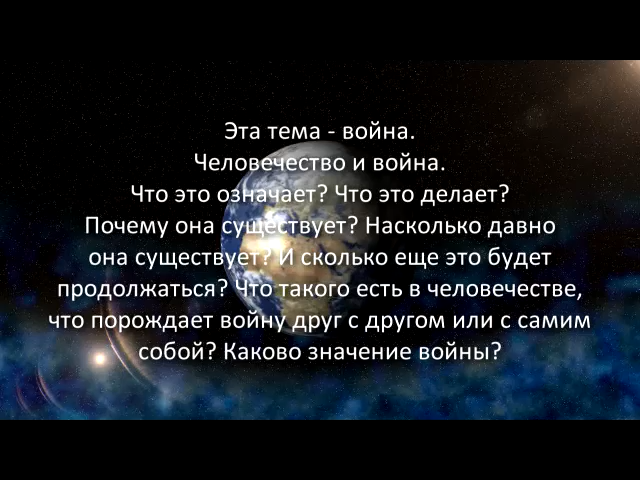 Эта тема - война.
Человечество и война.
Что это означает? Что это делает?
Почему она существует? Насколько давно
она существует? И сколько еще это будет
продолжаться? Что такого есть в человечестве,
что порождает войну друг с другом или с самим
собой? Каково значение войны?